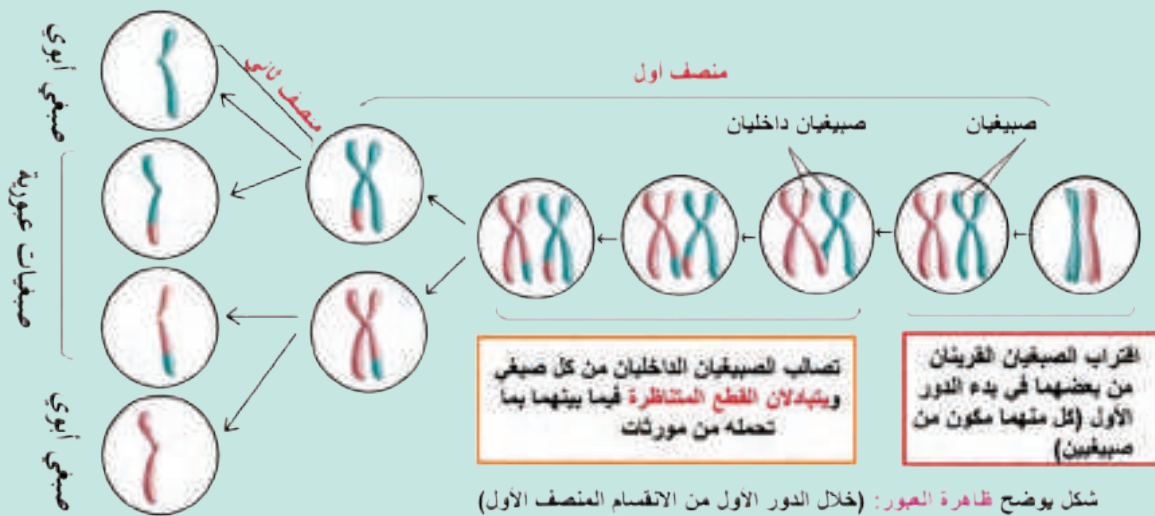 منصف أول
صبيغيان
صبيغيان داخليان
منصف ثاني
صبغي أبوي
صبغيات عبورية
صبغي أبوي
اقتراب الصبغيان القرينان
من بعضهما في بدء الدور
الأول (كل منهما مكون من
صبيغيين)
تصالب الصبيغيان الداخليان من كل صبغي
ويتبادلان القطع المتناظرة فيما بينهما بما
تحمله من مورثات
شكل يوضح ظاهرة العبور: (خلال الدور الأول من الانقسام المنصف الأول)